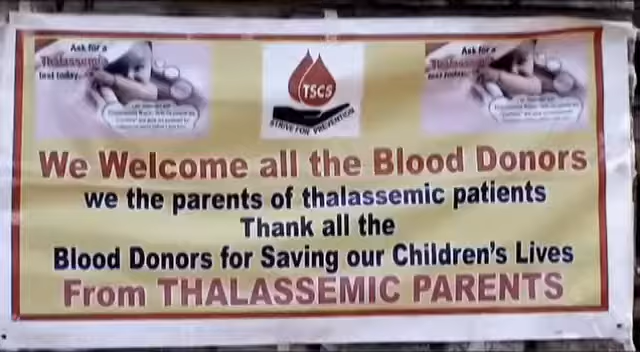 Ask for a
Thalassemia
test today...
TSCS
STRIVE FOR PREVENTION
Ask for a
Thalassemia
test today...
We Welcome all the Blood Donors
we the parents of thalassemic patients
Thank all the
Blood Donors for Saving our Children's Lives
From THALASSEMIC PARENTS